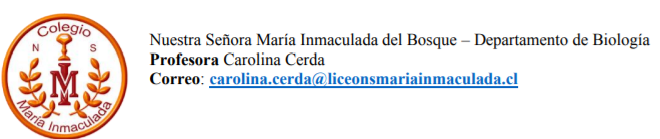 Colegio
N S
María Inmaculada
Nuestra Señora María Inmaculada del Bosque – Departamento de Biología
Profesora Carolina Cerda
Correo: carolina.cerda@liceonsmariainmaculada.cl